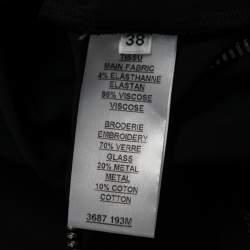 38
TISSU
MAIN FABRIC
4% ELASTHANNE
ELASTAN
96% VISCOSE
VISCOSE
BRODERIE
EMBROIDERY
70% VERRE
GLASS
20% METAL
METAL
10% COTON
COTTON
3687 193M